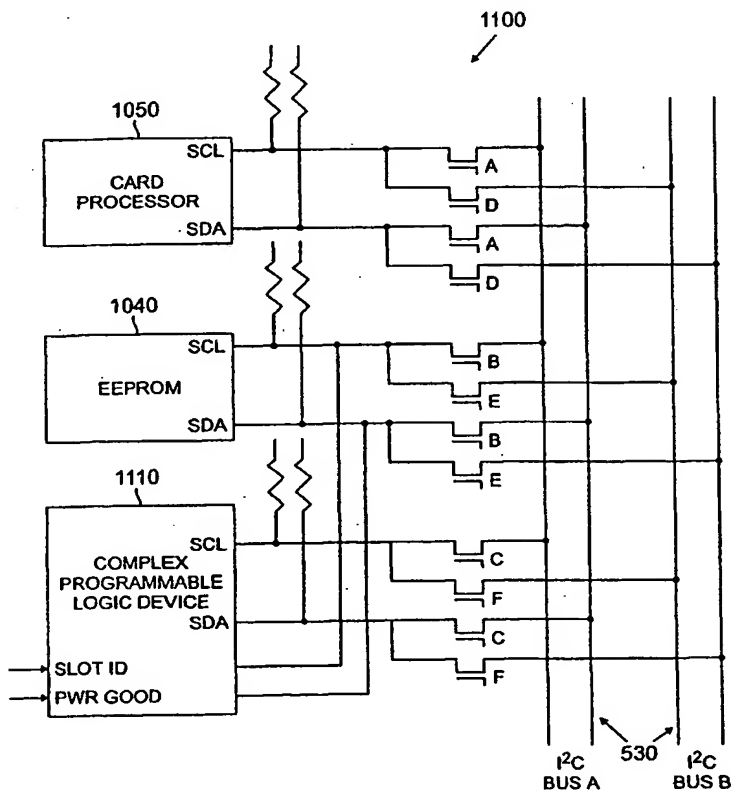 1100
1050
SCL
CARD
PROCESSOR
SDA
A
D
A
D
1040
SCL
EEPROM
SDA
B
E
B
E
1110
SCL
COMPLEX
PROGRAMMABLE
LOGIC DEVICE
SDA
SLOT ID
PWR GOOD
C
F
C
F
530
I²C
BUS A
I²C
BUS B